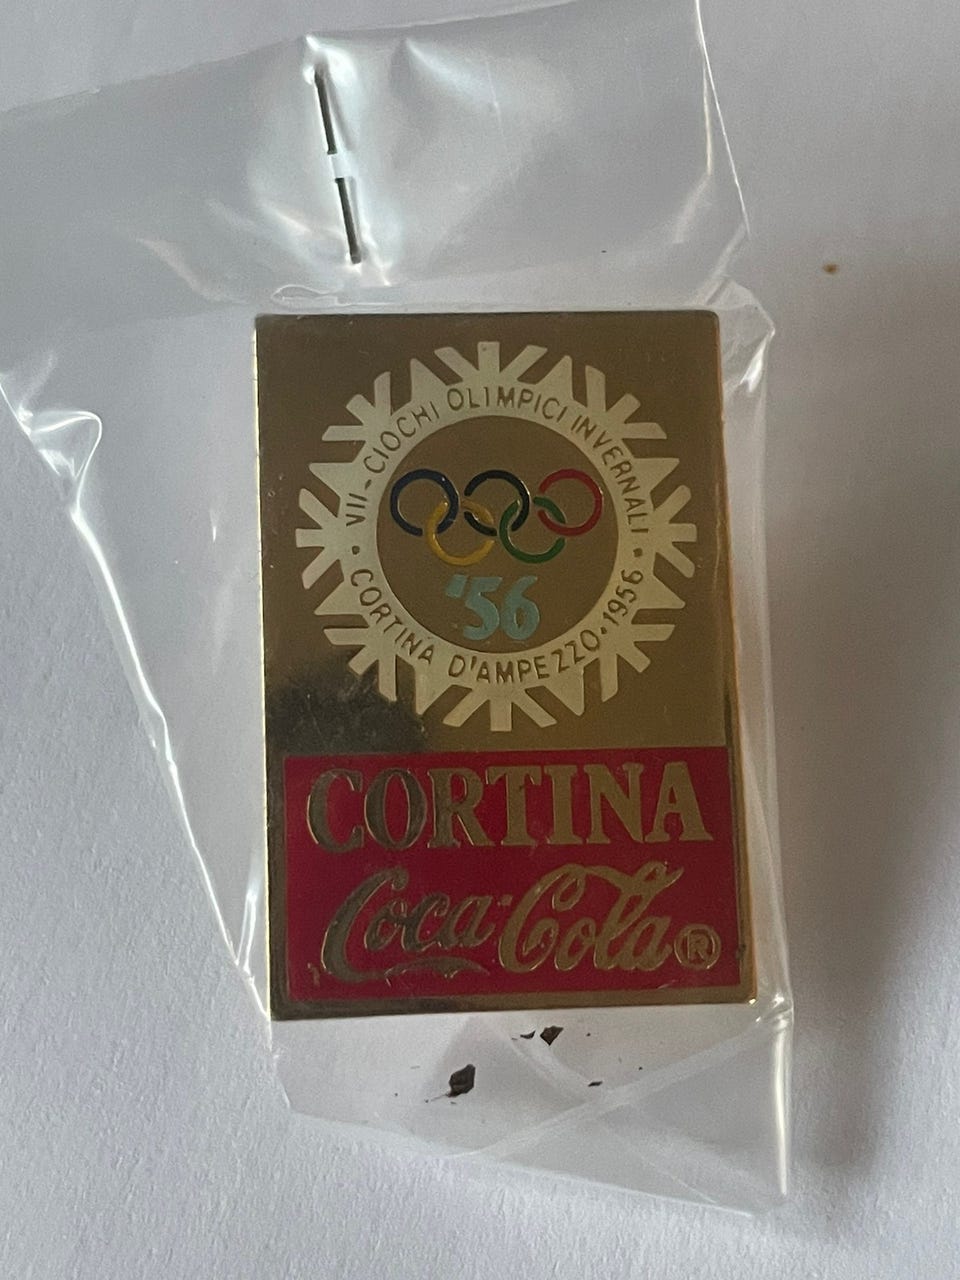 VII-CIOCHI OLIMPICI INVERNALI
'56
• CORTINA D'AMPEZZO•1956 •
CORTINA
Coca-Cola®